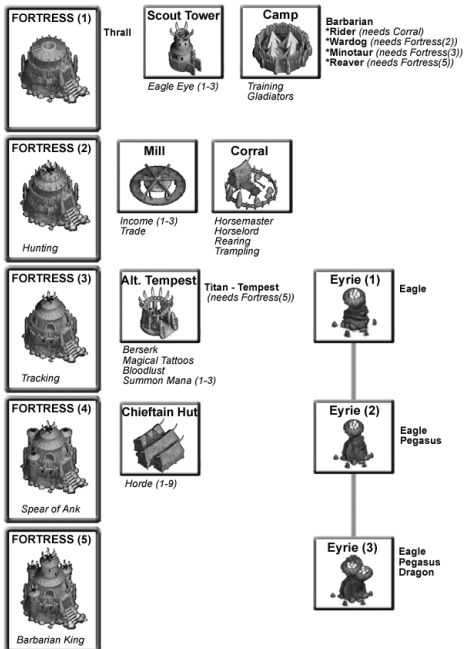 FORTRESS (1)
Thrall
Scout Tower
Eagle Eye (1-3)
Camp
Training
Gladiators
Barbarian
*Rider (needs Corral)
*Wardog (needs Fortress(2))
*Minotaur (needs Fortress(3))
*Reaver (needs Fortress(5))
FORTRESS (2)
Hunting
Mill
Income (1-3)
Trade
Corral
Horsemaster
Horselord
Rearing
Trampling
FORTRESS (3)
Tracking
Alt. Tempest
Berserk
Magical Tattoos
Bloodlust
Summon Mana (1-3)
Titan - Tempest
(needs Fortress(5))
Eyrie (1)
Eagle
FORTRESS (4)
Spear of Ank
Chieftain Hut
Horde (1-9)
Eyrie (2)
Eagle
Pegasus
FORTRESS (5)
Barbarian King
Eyrie (3)
Eagle
Pegasus
Dragon